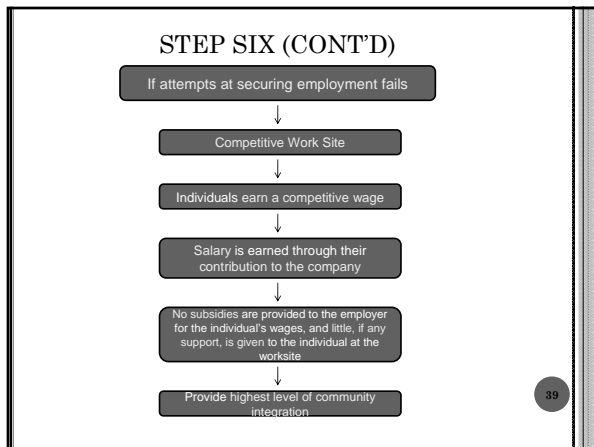 STEP SIX (CONT'D)
If attempts at securing employment fails
Competitive Work Site
Individuals earn a competitive wage
Salary is earned through their
contribution to the company
No subsidies are provided to the employer
for the individual's wages, and little, if any
support, is given to the individual at the
worksite
Provide highest level of community
integration
39